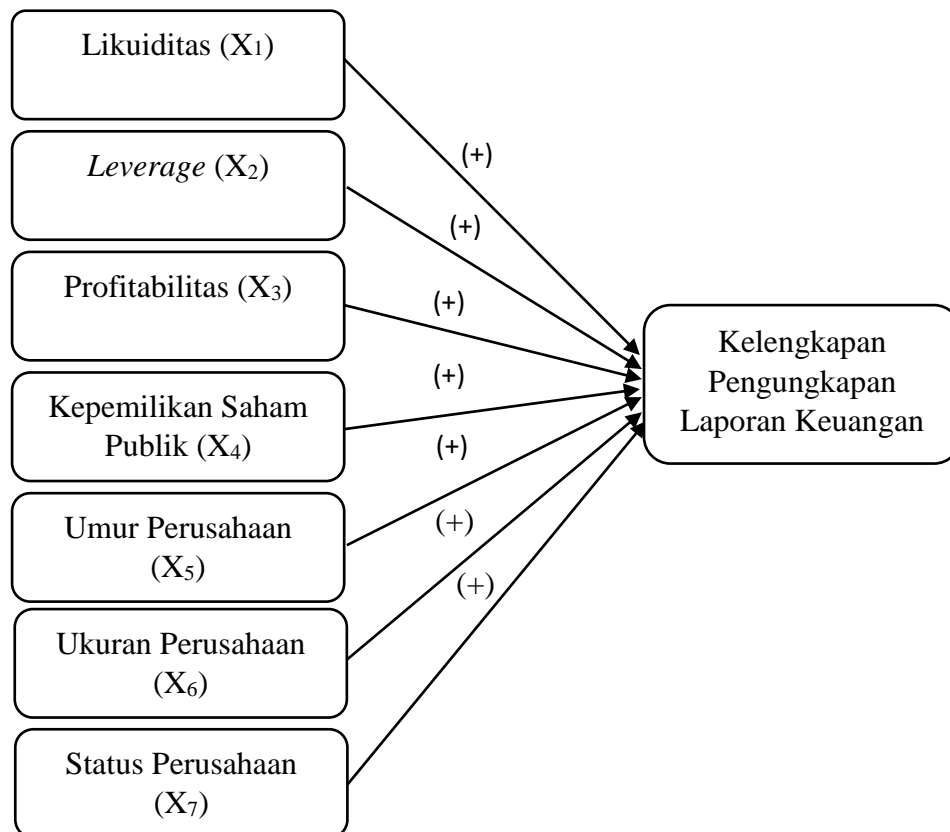 Likuiditas (X1)
Leverage (X2)
Profitabilitas (X3)
Kepemilikan Saham
Publik (X4)
Umur Perusahaan
(X5)
Ukuran Perusahaan
(X6)
Status Perusahaan
(X7)
(+)
(+)
(+)
(+)
(+)
(+)
(+)
Kelengkapan
Pengungkapan
Laporan Keuangan